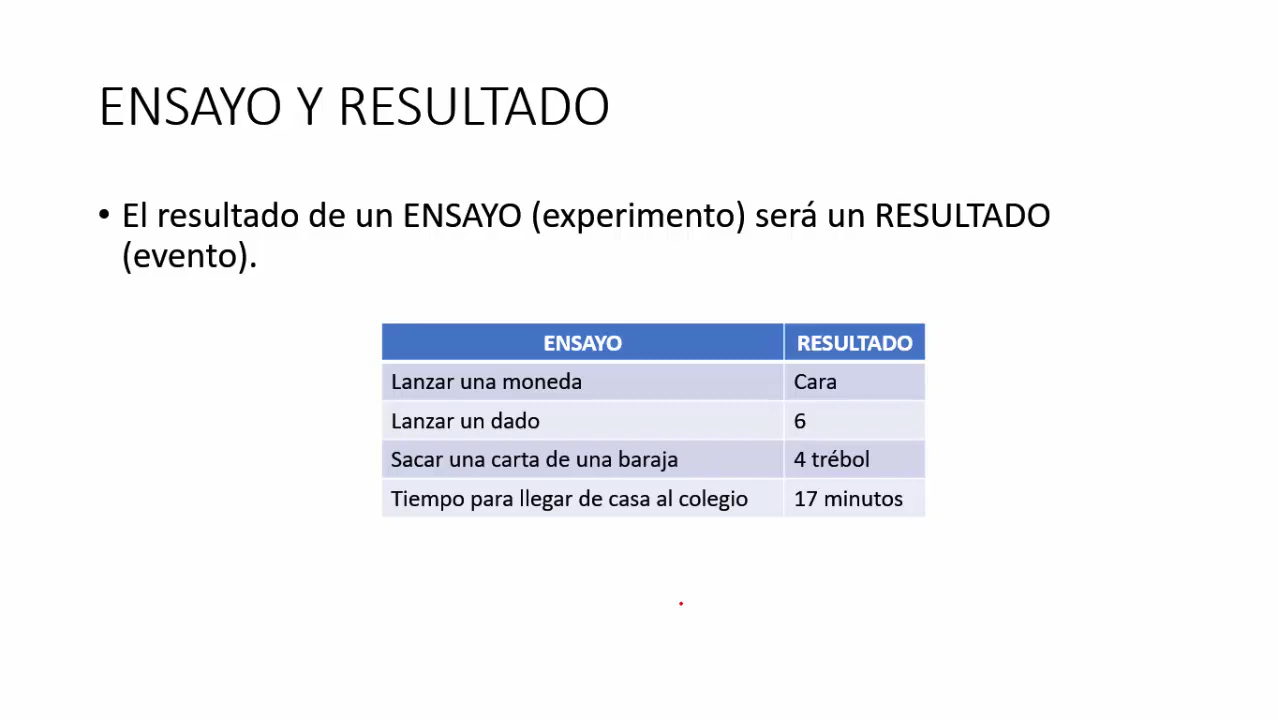 ENSAYO Y RESULTADO
• El resultado de un ENSAYO (experimento) será un RESULTADO
(evento).
ENSAYO RESULTADO
Lanzar una moneda Cara
Lanzar un dado 6
Sacar una carta de una baraja 4 trébol
Tiempo para llegar de casa al colegio 17 minutos